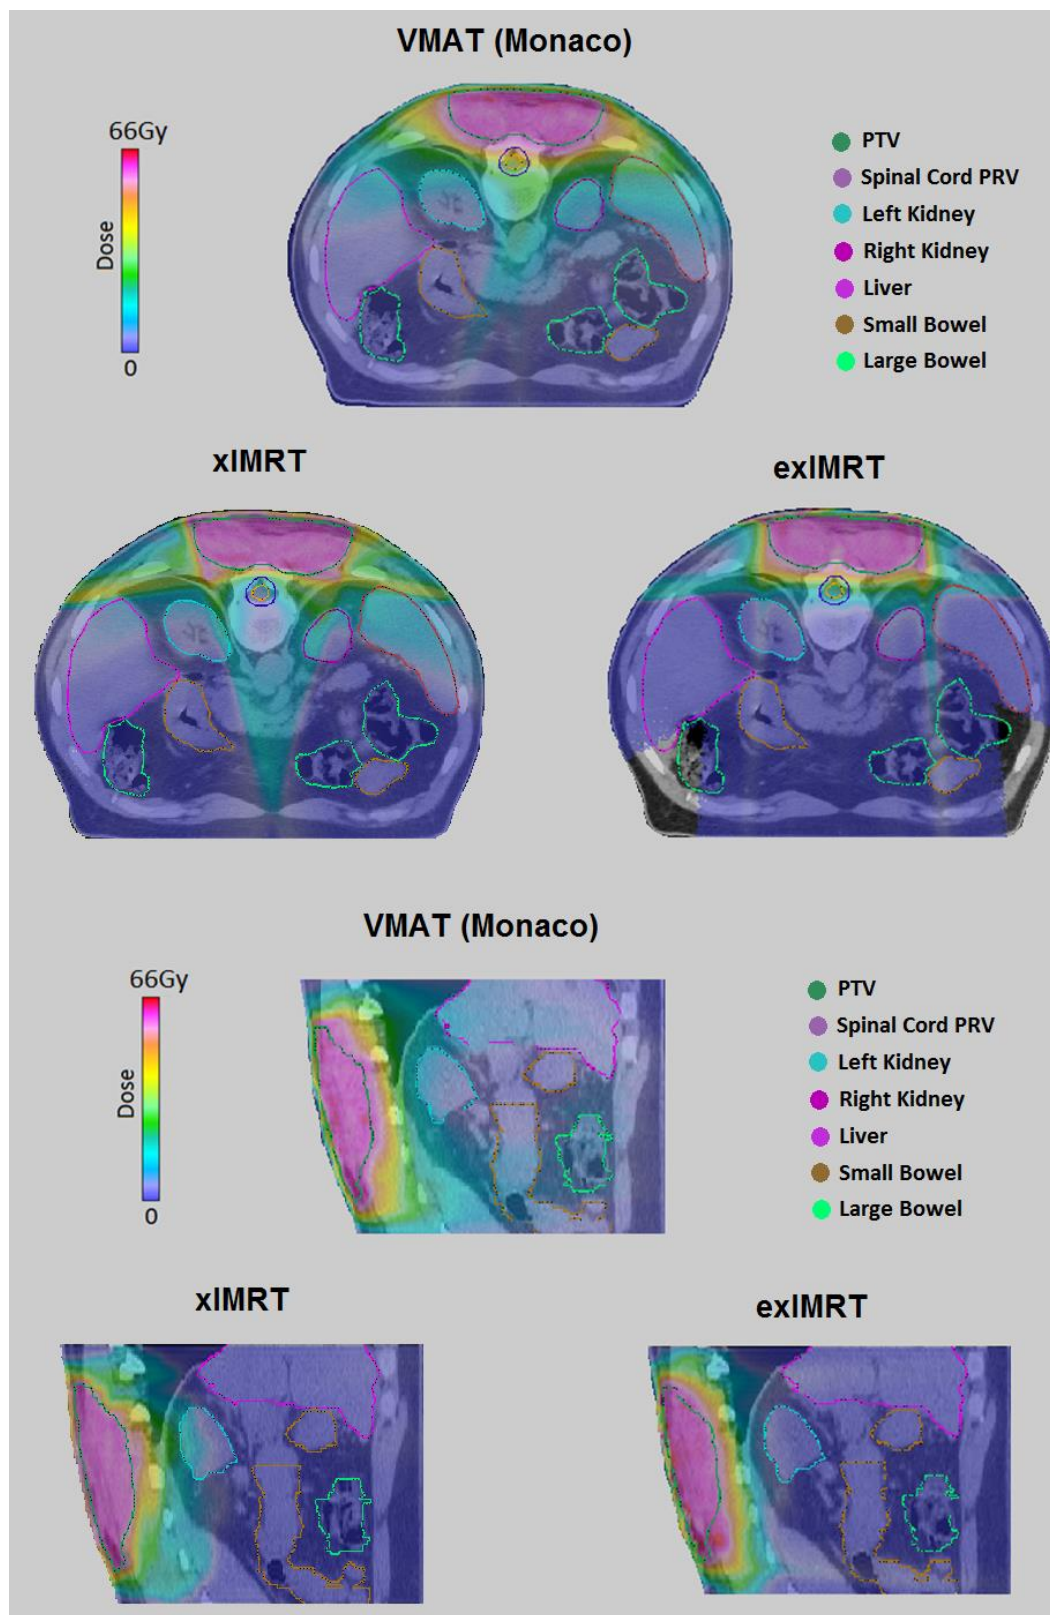 VMAT (Monaco)
66Gy
Dose
0
PTV
Spinal Cord PRV
Left Kidney
Right Kidney
Liver
Small Bowel
Large Bowel
xIMRT
exIMRT
VMAT (Monaco)
66Gy
Dose
0
PTV
Spinal Cord PRV
Left Kidney
Right Kidney
Liver
Small Bowel
Large Bowel
xIMRT
exIMRT